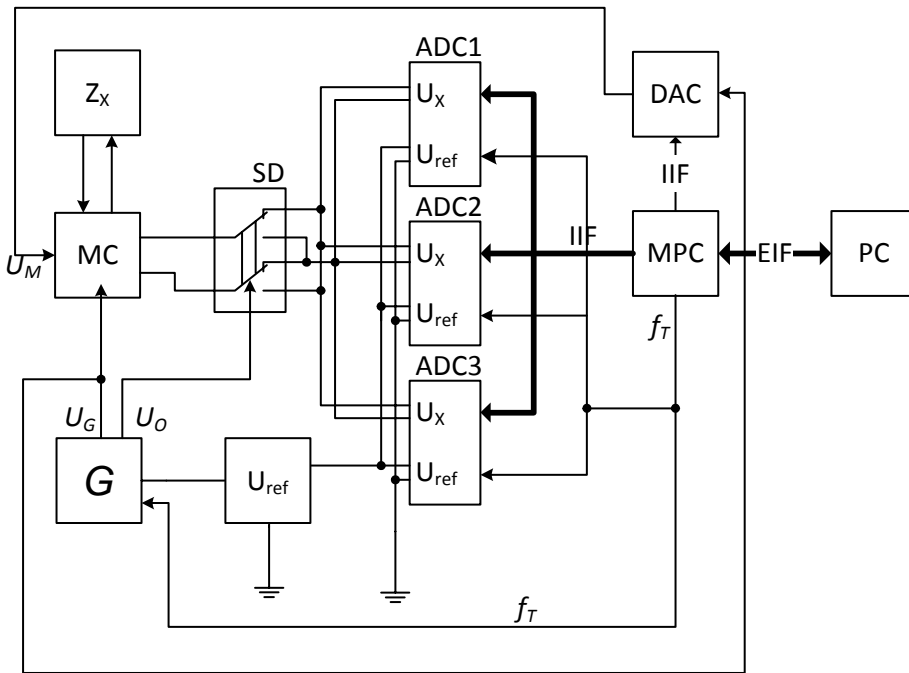 ADC1
Z_X
U_X
DAC
U_ref
IIF
SD
ADC2
U_M
MC
U_X
IIF
MPC
EIF
PC
U_ref
f_T
ADC3
U_G
U_O
U_X
G
U_ref
U_ref
f_T